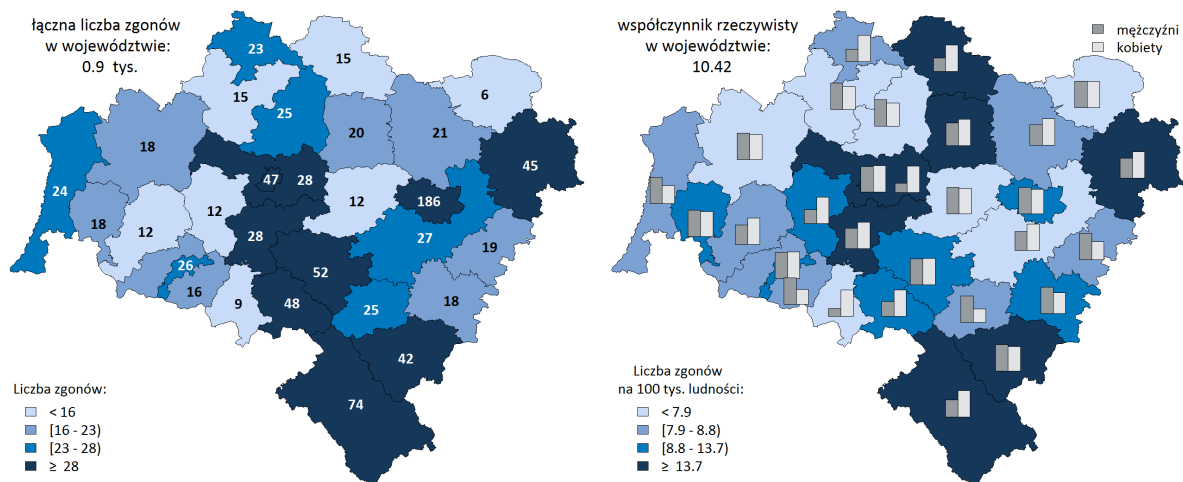 łączna liczba zgonów
w województwie:
0.9 tys.
23
15
6
15
25
20
21
18
45
47
28
24
12
186
12
18
12
28
27
19
26
52
16
9
48
25
18
42
74
Liczba zgonów:
< 16
[16 - 23)
[23 - 28)
≥ 28
współczynnik rzeczywisty
w województwie:
10.42
mężczyźni
kobiety
Liczba zgonów
na 100 tys. ludności:
< 7.9
[7.9 - 8.8)
[8.8 - 13.7)
≥ 13.7